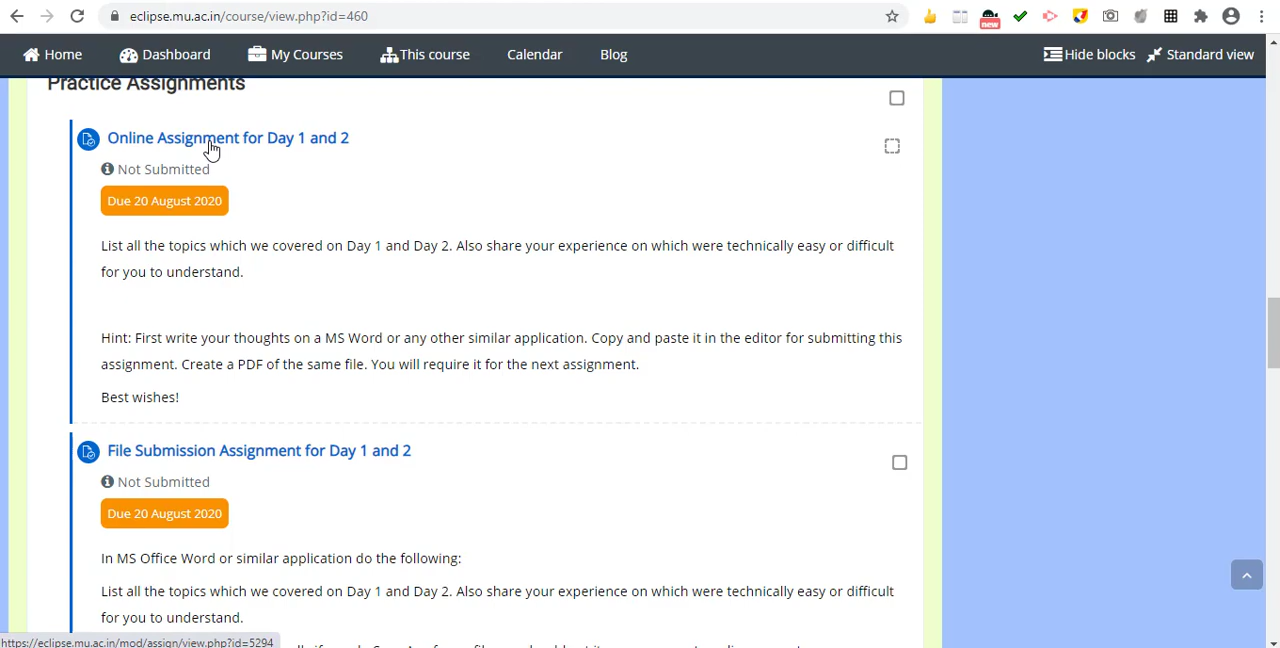 eclipse.mu.ac.in/course/view.php?id=460
new
Home Dashboard My Courses This course Calendar Blog Hide blocks Standard view
Practice Assignments
Online Assignment for Day 1 and 2
Not Submitted
Due 20 August 2020
List all the topics which we covered on Day 1 and Day 2. Also share your experience on which were technically easy or difficult
for you to understand.
Hint: First write your thoughts on a MS Word or any other similar application. Copy and paste it in the editor for submitting this
assignment. Create a PDF of the same file. You will require it for the next assignment.
Best wishes!
File Submission Assignment for Day 1 and 2
Not Submitted
Due 20 August 2020
In MS Office Word or similar application do the following:
List all the topics which we covered on Day 1 and Day 2. Also share your experience on which were technically easy or difficult
for you to understand.
https://eclipse.mu.ac.in/mod/assign/view.php?id=5294